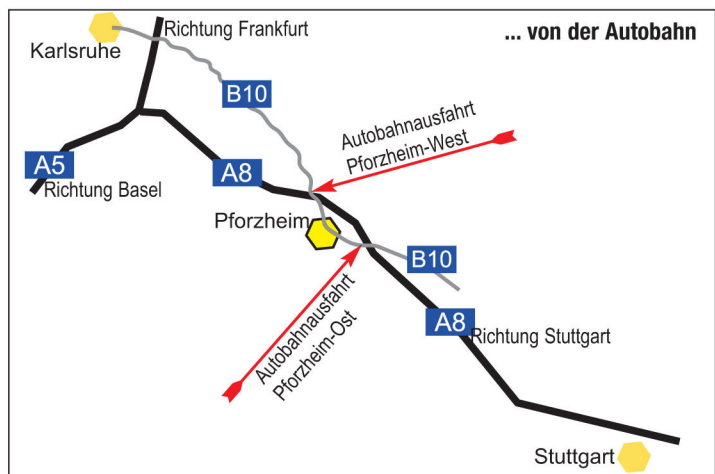 Richtung Frankfurt
... von der Autobahn
Karlsruhe
B10
Autobahnausfahrt
Pforzheim-West
A5
A8
Richtung Basel
Pforzheim
B10
Autobahnausfahrt
Pforzheim-Ost
A8
Richtung Stuttgart
Stuttgart